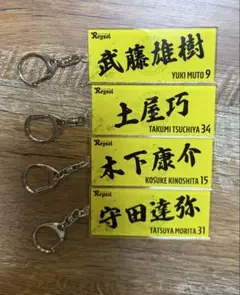 Reysol
武藤雄樹
YUKI MUTO 9
Reysol
土屋巧
TAKUMI TSUCHIYA 34
Reysol
木下康介
KOSUKE KINOSHITA 15
Reysol
守田達弥
TATSUYA MORITA 31